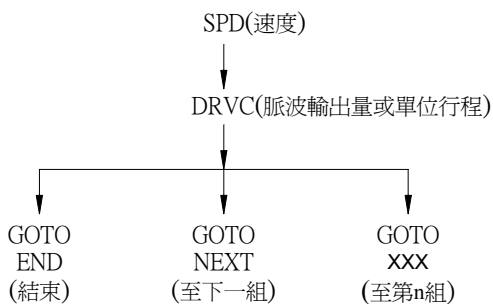 SPD(速度)
DRVC(脈波輸出量或單位行程)
GOTO
END
(結束)
GOTO
NEXT
(至下一組)
GOTO
XXX
(至第n組)